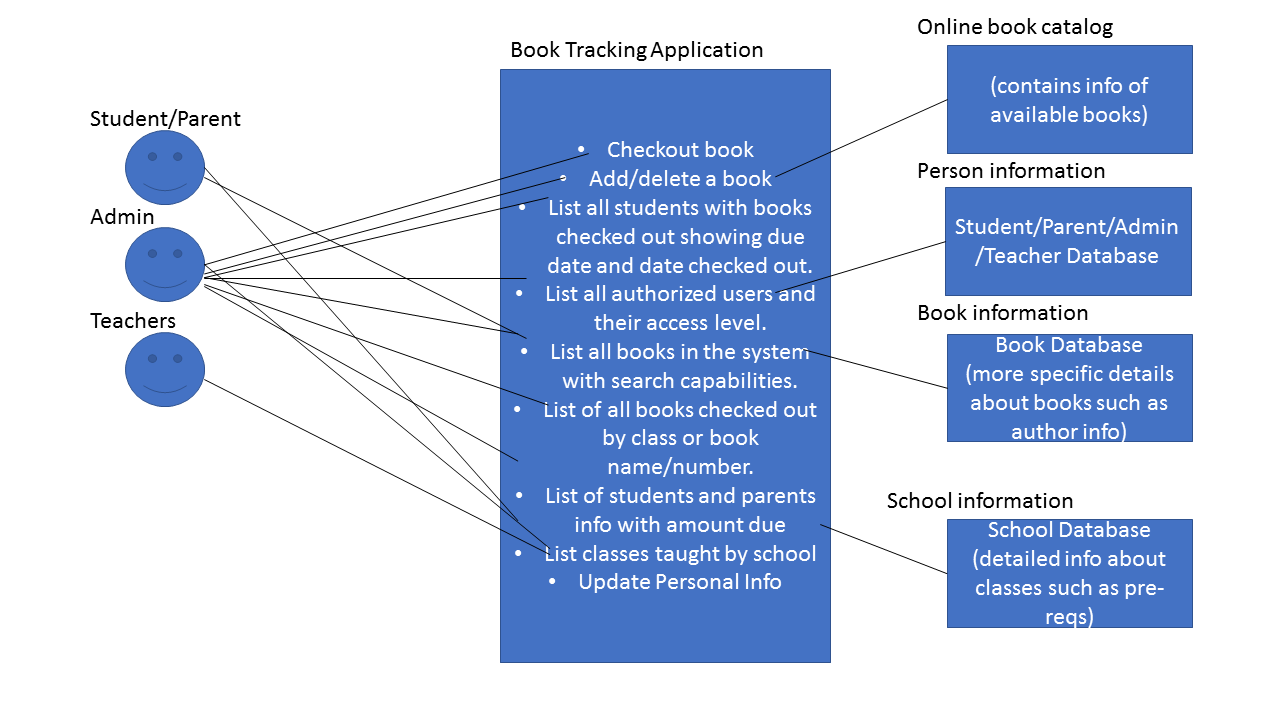 Student/Parent
Admin
Teachers
Book Tracking Application
• Checkout book
• Add/delete a book
• List all students with books
checked out showing due
date and date checked out.
• List all authorized users and
their access level.
• List all books in the system
with search capabilities.
• List of all books checked out
by class or book
name/number.
• List of students and parents
info with amount due
• List classes taught by school
• Update Personal Info
Online book catalog
(contains info of
available books)
Person information
Student/Parent/Admin
/Teacher Database
Book information
Book Database
(more specific details
about books such as
author info)
School information
School Database
(detailed info about
classes such as pre-
reqs)